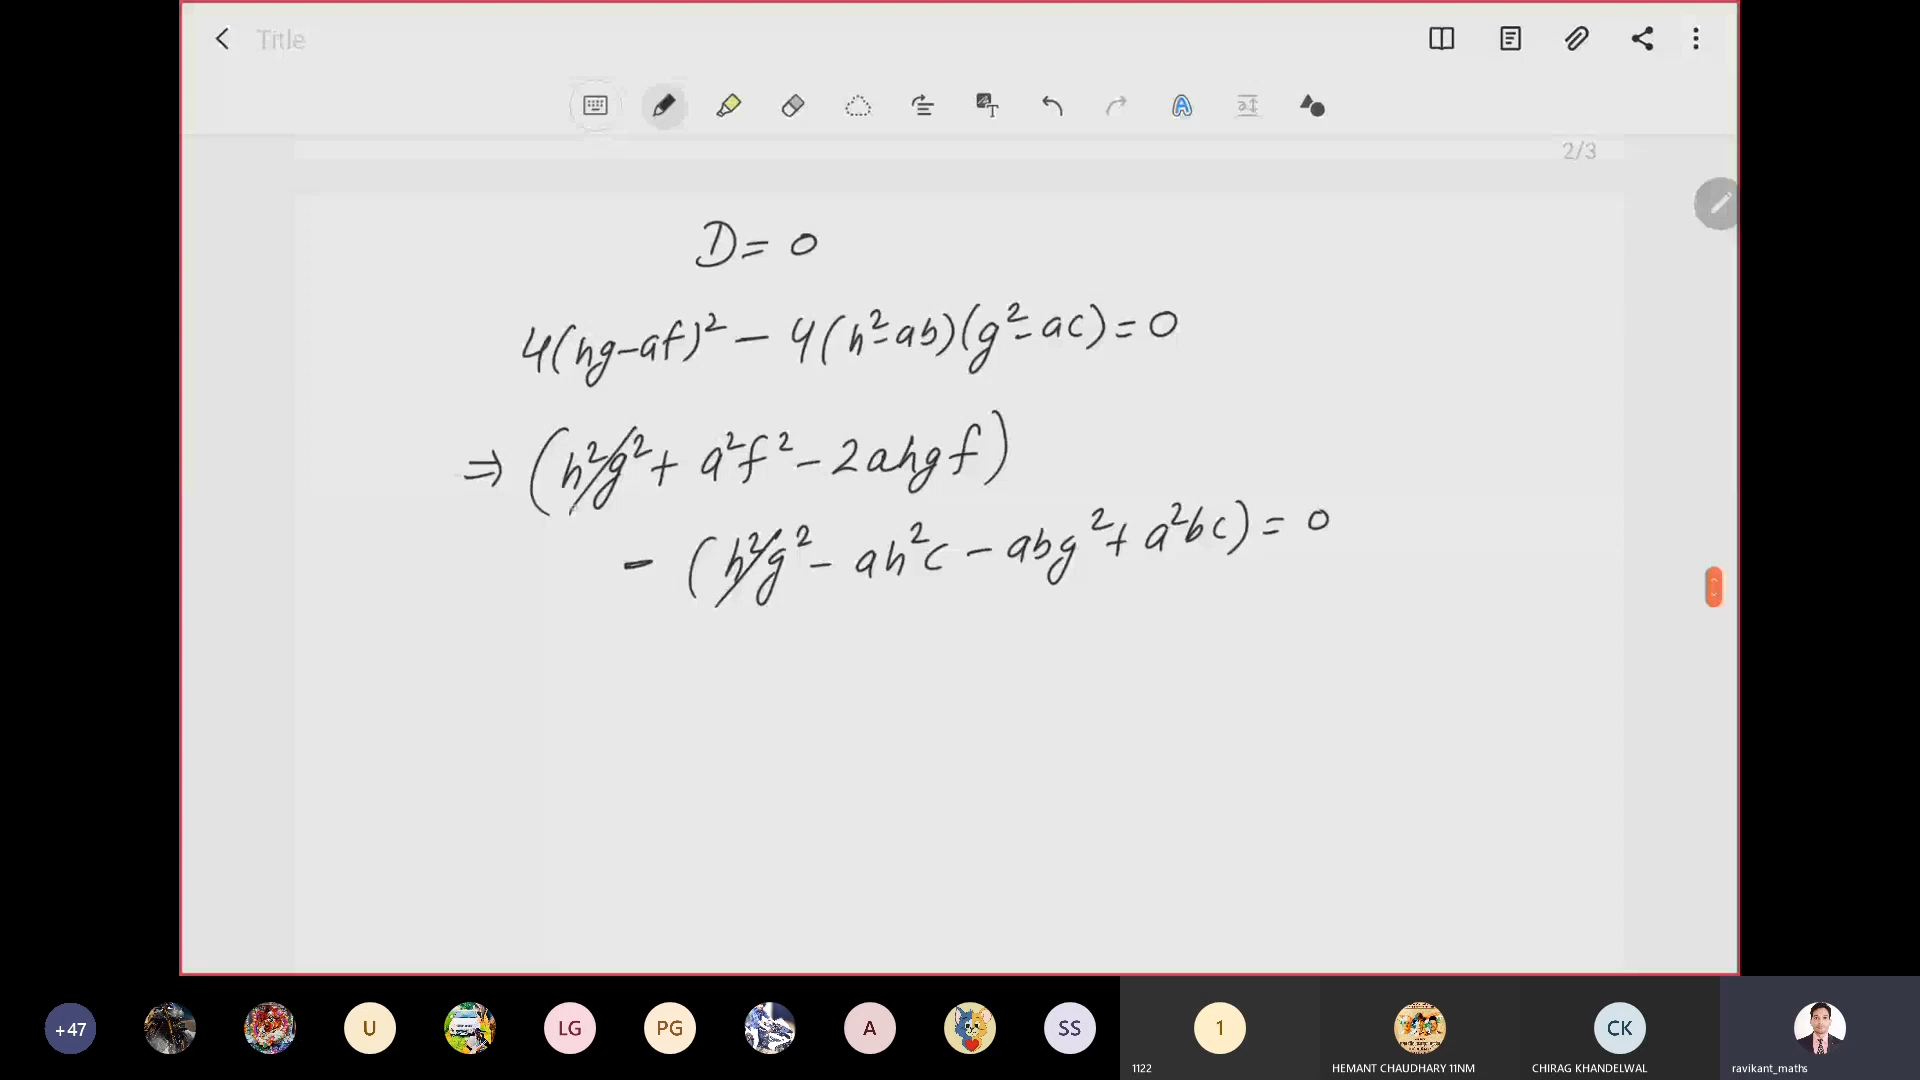 Title
2/3
D = 0
4(hg-af)² - 4(h²-ab)(g²-ac) = 0
⇒ (h²g² + a²f² - 2ahgf)
- (h²g² - ah²c - abg² + a²bc) = 0
+47 U LG PG A SS 1 CK
1122 HEMANT CHAUDHARY 11NM CHIRAG KHANDELWAL ravikant_maths